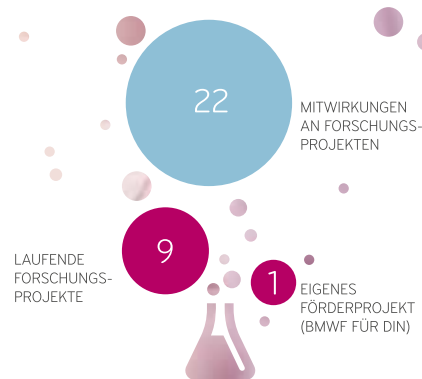 22
MITWIRKUNGEN
AN FORSCHUNGS-
PROJEKTEN
9
LAUFENDE
FORSCHUNGS-
PROJEKTE
1
EIGENES
FÖRDERPROJEKT
(BMWF FÜR DIN)